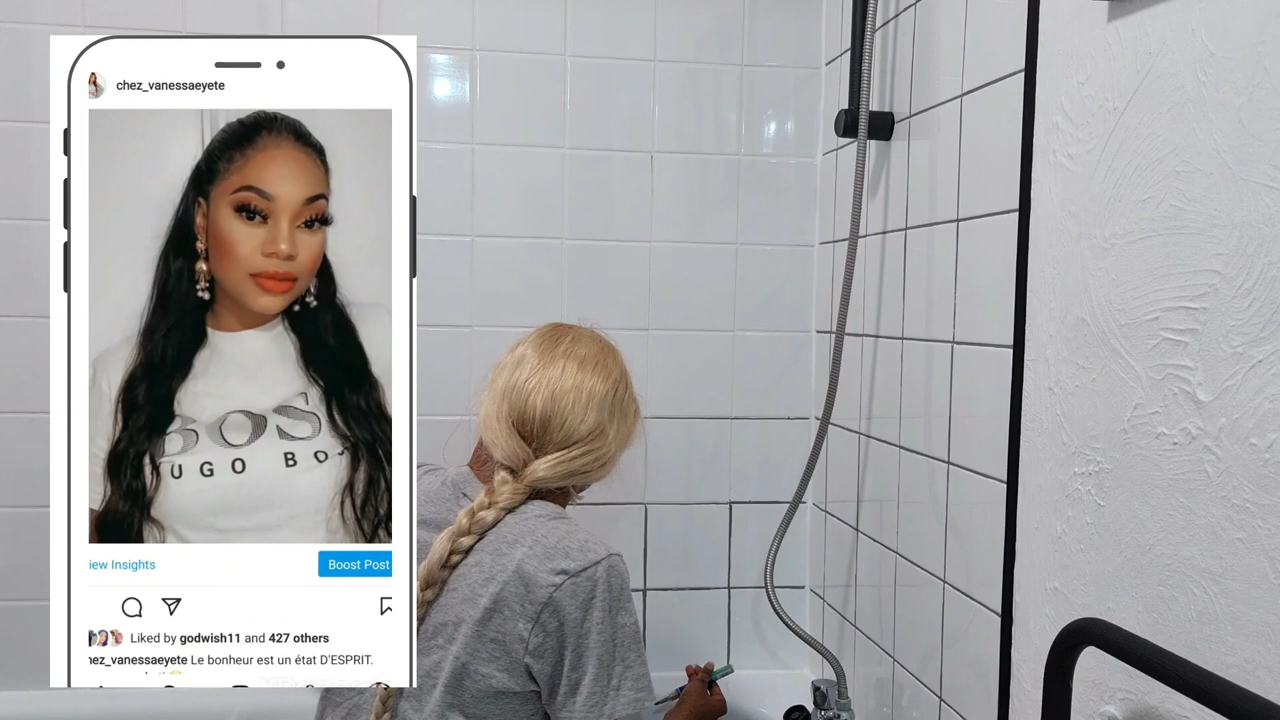 chez_vanessaeyete
BOS
UGO BO
iew Insights
Boost Post
Liked by godwish11 and 427 others
hez_vanessaeyete Le bonheur est un état D'ESPRIT.